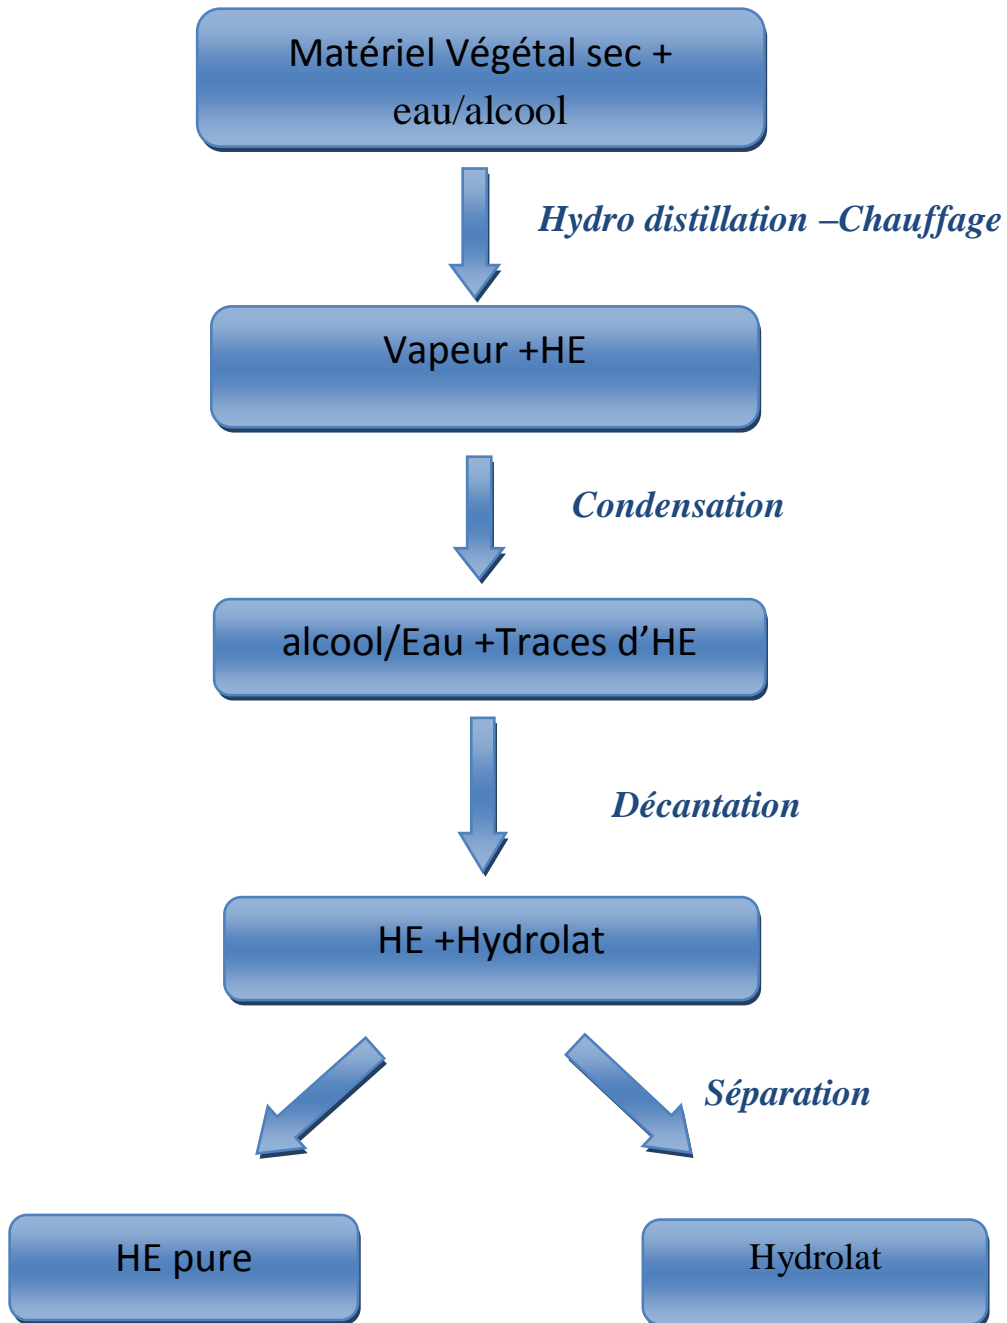 Matériel Végétal sec +
eau/alcool
Hydro distillation –Chauffage
Vapeur +HE
Condensation
alcool/Eau +Traces d’HE
Décantation
HE +Hydrolat
Séparation
HE pure
Hydrolat